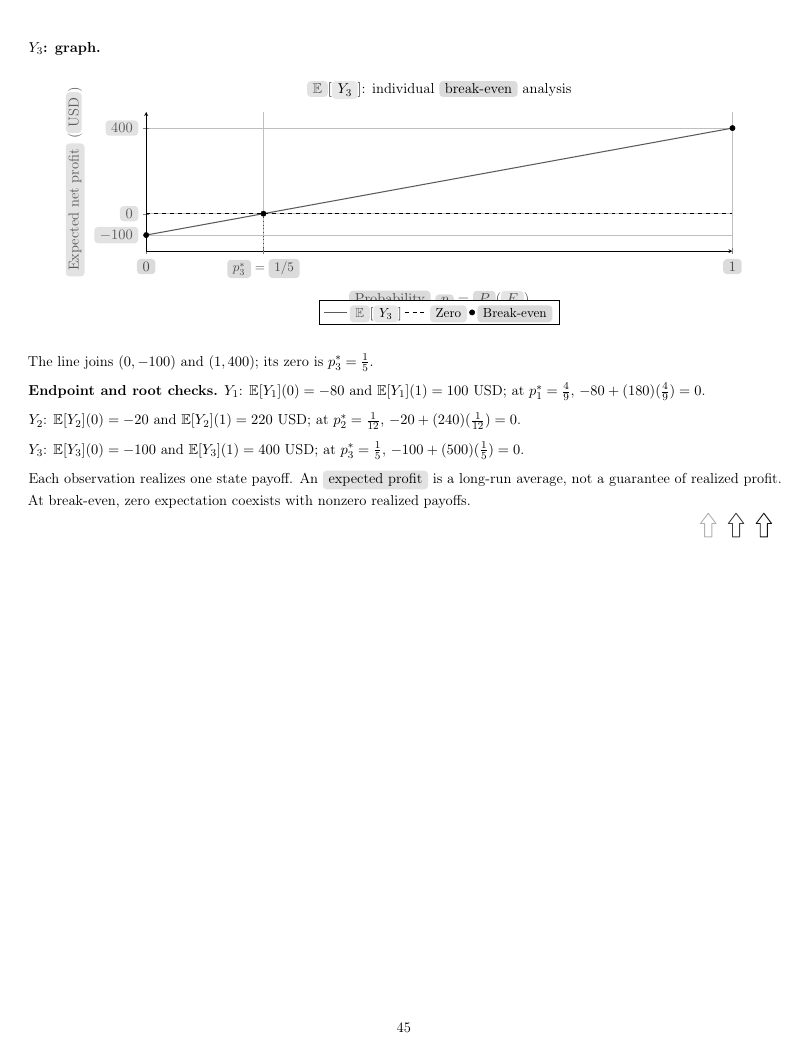 Y₃: graph.
𝔼[Y₃]: individual break-even analysis
Expected net profit (USD)
400
0
−100
0
p₃* = 1/5
1
Probability p = P(E)
𝔼[Y₃] Zero Break-even
The line joins (0, −100) and (1, 400); its zero is p₃* = 1/5.
Endpoint and root checks. Y₁: 𝔼[Y₁](0) = −80 and 𝔼[Y₁](1) = 100 USD; at p₁* = 4/9, −80 + (180)(4/9) = 0.
Y₂: 𝔼[Y₂](0) = −20 and 𝔼[Y₂](1) = 220 USD; at p₂* = 1/12, −20 + (240)(1/12) = 0.
Y₃: 𝔼[Y₃](0) = −100 and 𝔼[Y₃](1) = 400 USD; at p₃* = 1/5, −100 + (500)(1/5) = 0.
Each observation realizes one state payoff. An expected profit is a long-run average, not a guarantee of realized profit.
At break-even, zero expectation coexists with nonzero realized payoffs.
45